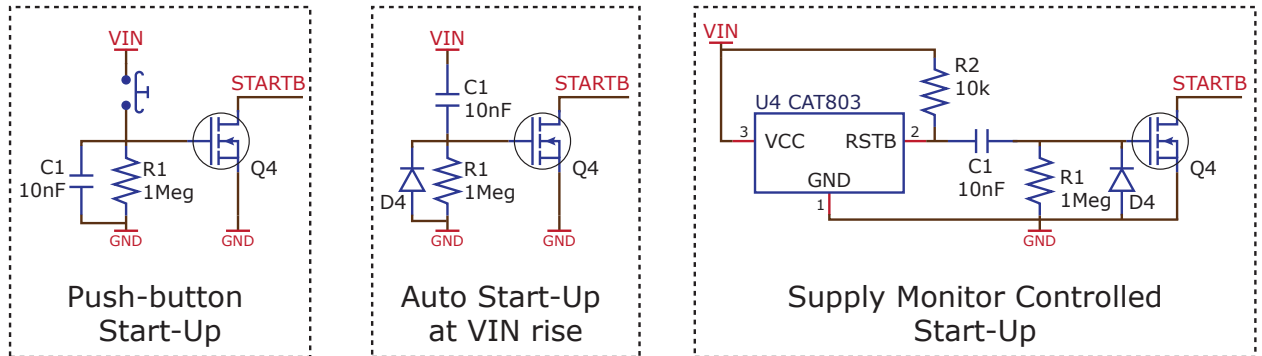 VIN
STARTB
C1
10nF
R1
1Meg
Q4
GND
Push-button
Start-Up
VIN
C1
10nF
STARTB
D4
R1
1Meg
Q4
GND
GND
Auto Start-Up
at VIN rise
VIN
R2
10k
STARTB
U4 CAT803
3
VCC
RSTB
2
GND
1
C1
10nF
R1
1Meg
D4
Q4
GND
Supply Monitor Controlled
Start-Up
GND